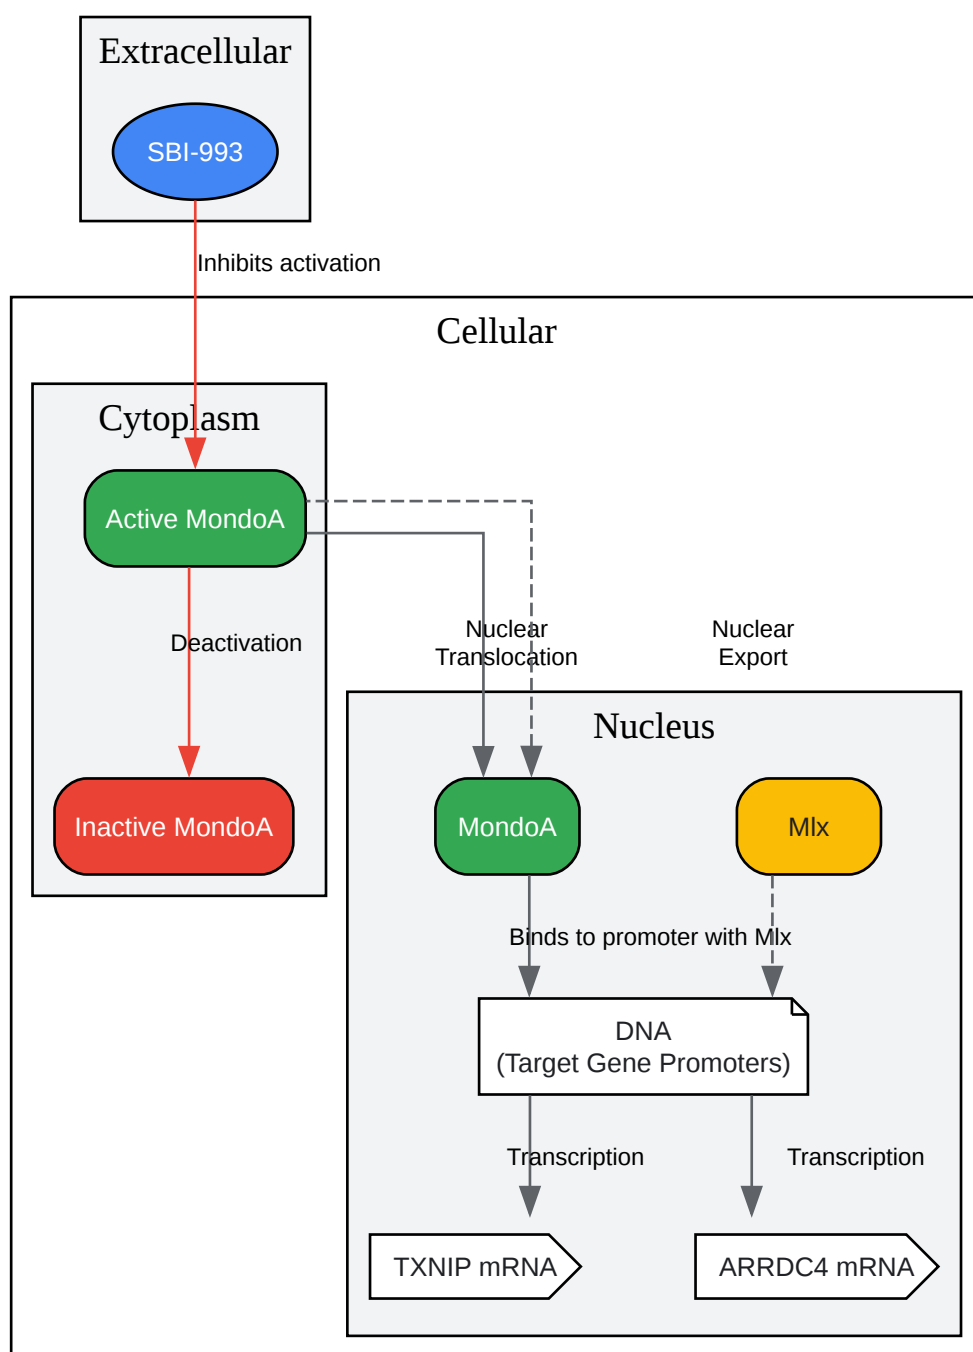 Extracellular
SBI-993
Inhibits activation
Cellular
Cytoplasm
Active MondoA
Deactivation
Nuclear
Translocation
Nuclear
Export
Nucleus
Inactive MondoA
MondoA
Mlx
Binds to promoter with Mlx
DNA
(Target Gene Promoters)
Transcription
Transcription
TXNIP mRNA
ARRDC4 mRNA